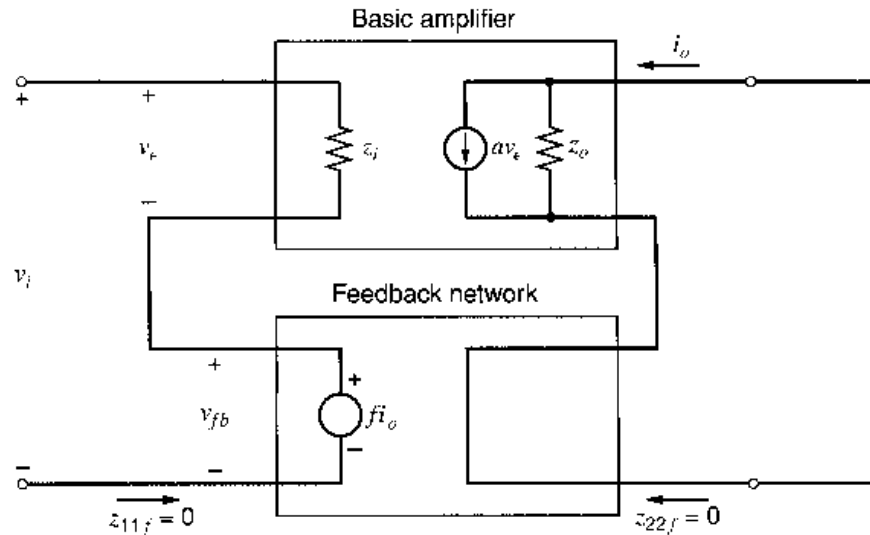 Basic amplifier
i_o
+ +
v_ε z_i av_ε z_o
−
v_i
Feedback network
+ +
v_fb fi_o
− − −
z_11f = 0 z_22f = 0